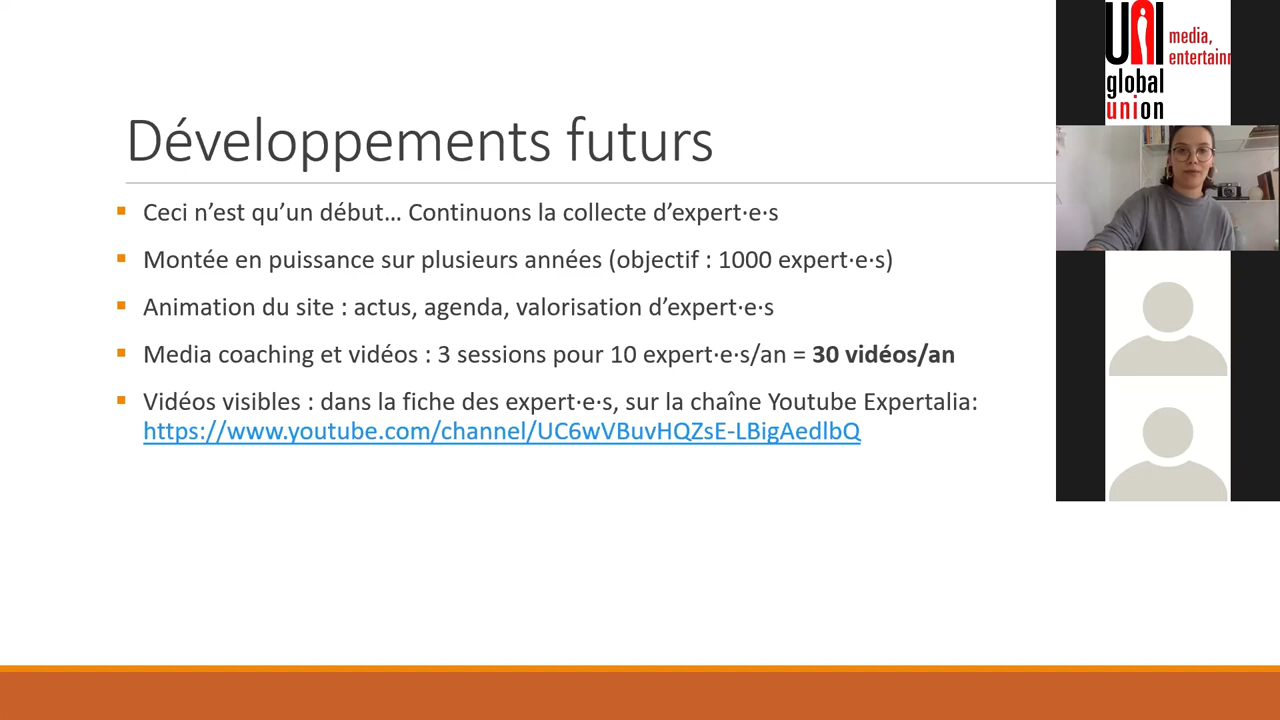 Développements futurs
Ceci n’est qu’un début… Continuons la collecte d’expert·e·s
Montée en puissance sur plusieurs années (objectif : 1000 expert·e·s)
Animation du site : actus, agenda, valorisation d’expert·e·s
Media coaching et vidéos : 3 sessions pour 10 expert·e·s/an = 30 vidéos/an
Vidéos visibles : dans la fiche des expert·e·s, sur la chaîne Youtube Expertalia:
https://www.youtube.com/channel/UC6wVBuvHQZsE-LBigAedlbQ
UNI
global
union
media,
entertainm